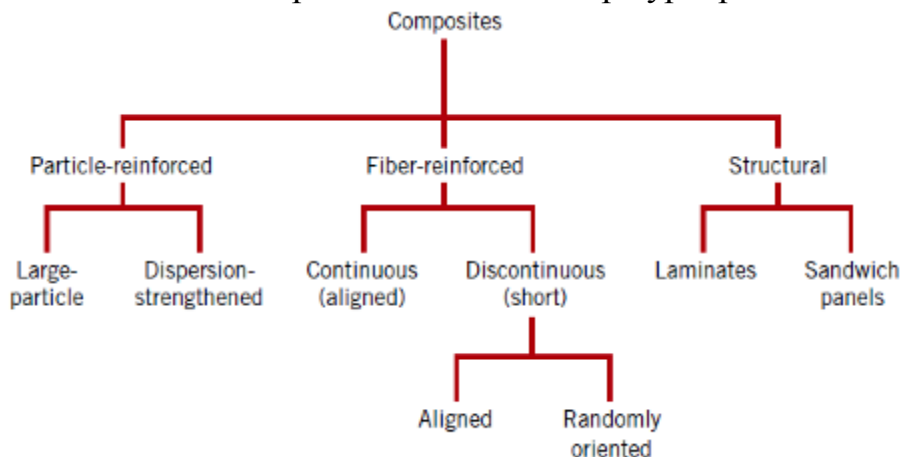 Composites
Particle-reinforced Fiber-reinforced Structural
Large-
particle
Dispersion-
strengthened
Continuous
(aligned)
Discontinuous
(short)
Laminates
Sandwich
panels
Aligned
Randomly
oriented